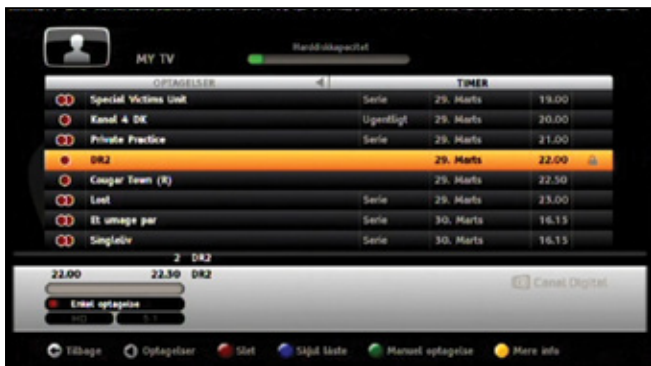 MY TV
Harddiskkapacitet
OPTAGELSER TIMER
Special Victims Unit Serie 29. Marts 19.00
Kanal 4 DK Ugentligt 29. Marts 20.00
Private Practice Serie 29. Marts 21.00
DR2 29. Marts 22.00
Cougar Town (R) 29. Marts 22.50
Lost Serie 29. Marts 23.00
Et umage par Serie 30. Marts 16.15
Singleliv Serie 30. Marts 16.15
2 DR2
22.00 22.50 DR2
Canal Digital
Enkel optagelse
HD 5.1
Tilbage Optagelser Slet Skjul låste Manuel optagelse Mere info